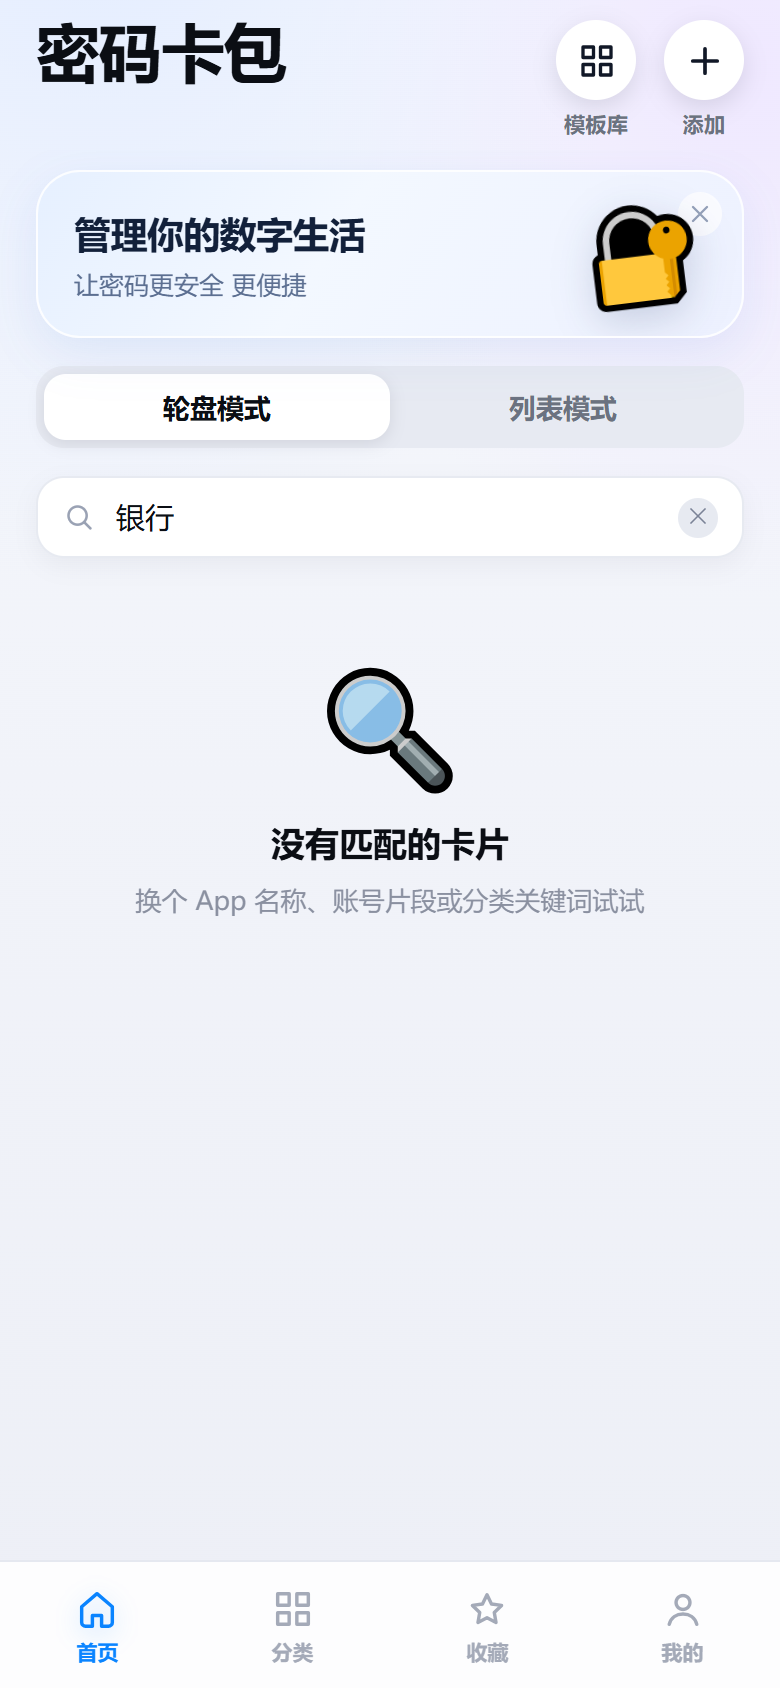 密码卡包
模板库
添加
管理你的数字生活
让密码更安全 更便捷
轮盘模式
列表模式
银行
没有匹配的卡片
换个 App 名称、账号片段或分类关键词试试
首页
分类
收藏
我的